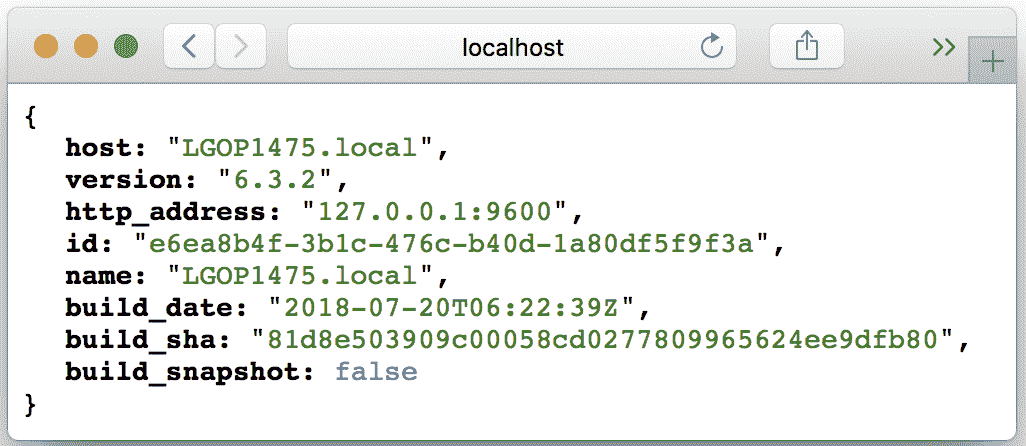 localhost
{
host: "LGOP1475.local",
version: "6.3.2",
http_address: "127.0.0.1:9600",
id: "e6ea8b4f-3b1c-476c-b40d-1a80df5f9f3a",
name: "LGOP1475.local",
build_date: "2018-07-20T06:22:39Z",
build_sha: "81d8e503909c00058cd0277809965624ee9dfb80",
build_snapshot: false
}